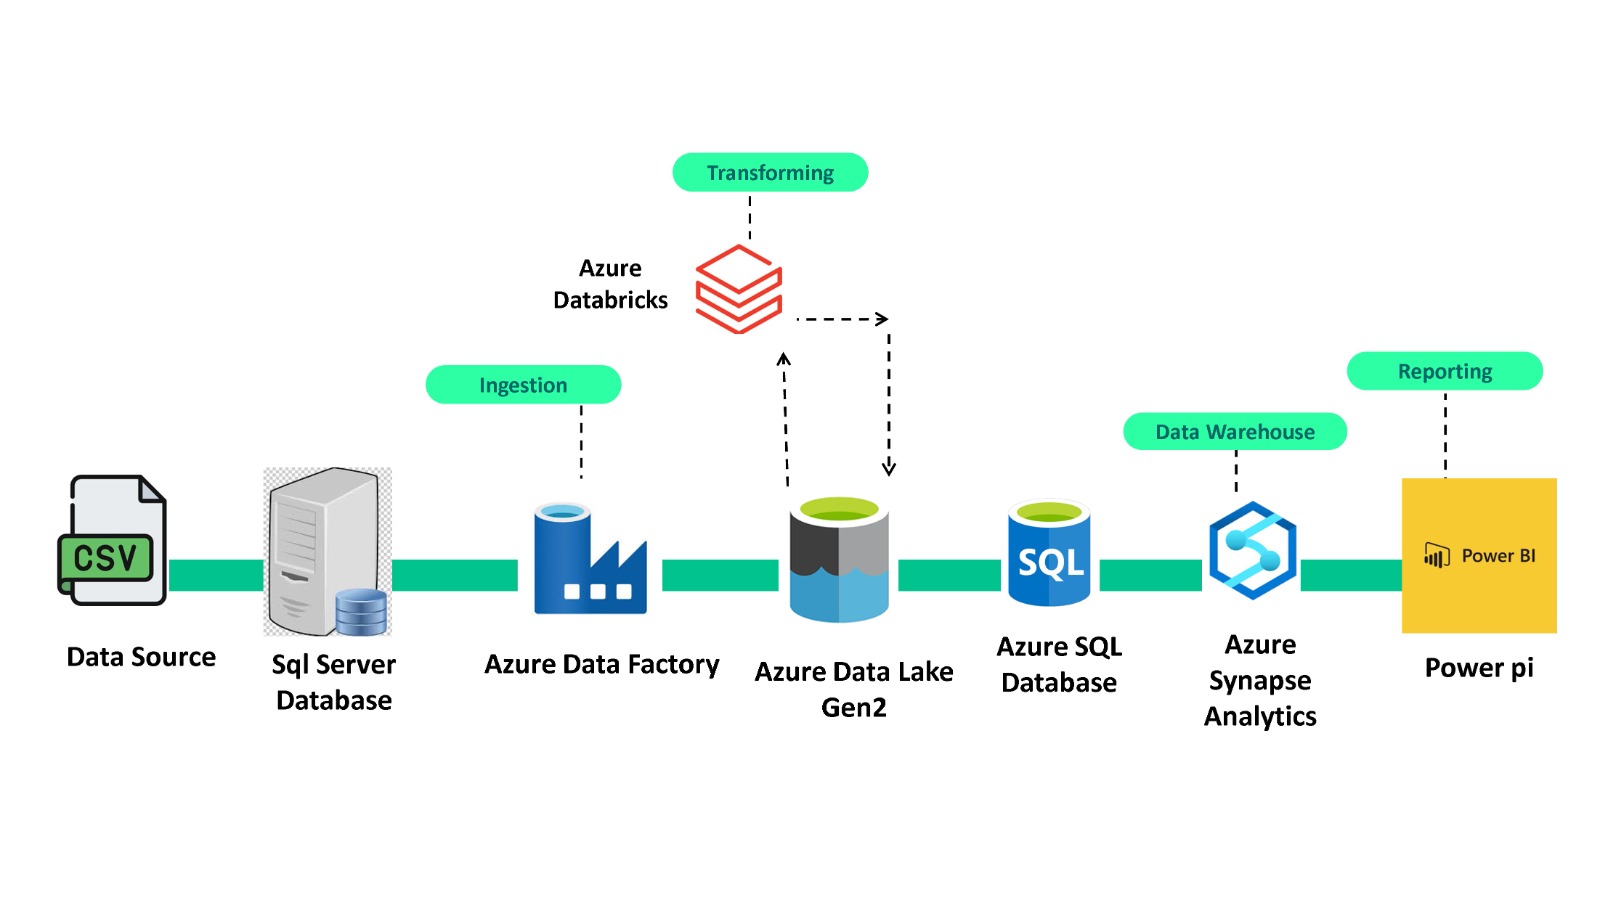 Transforming
Azure
Databricks
Ingestion
Reporting
Data Warehouse
CSV
SQL
Power BI
Data Source
Sql Server
Database
Azure Data Factory
Azure Data Lake
Gen2
Azure SQL
Database
Azure
Synapse
Analytics
Power pi